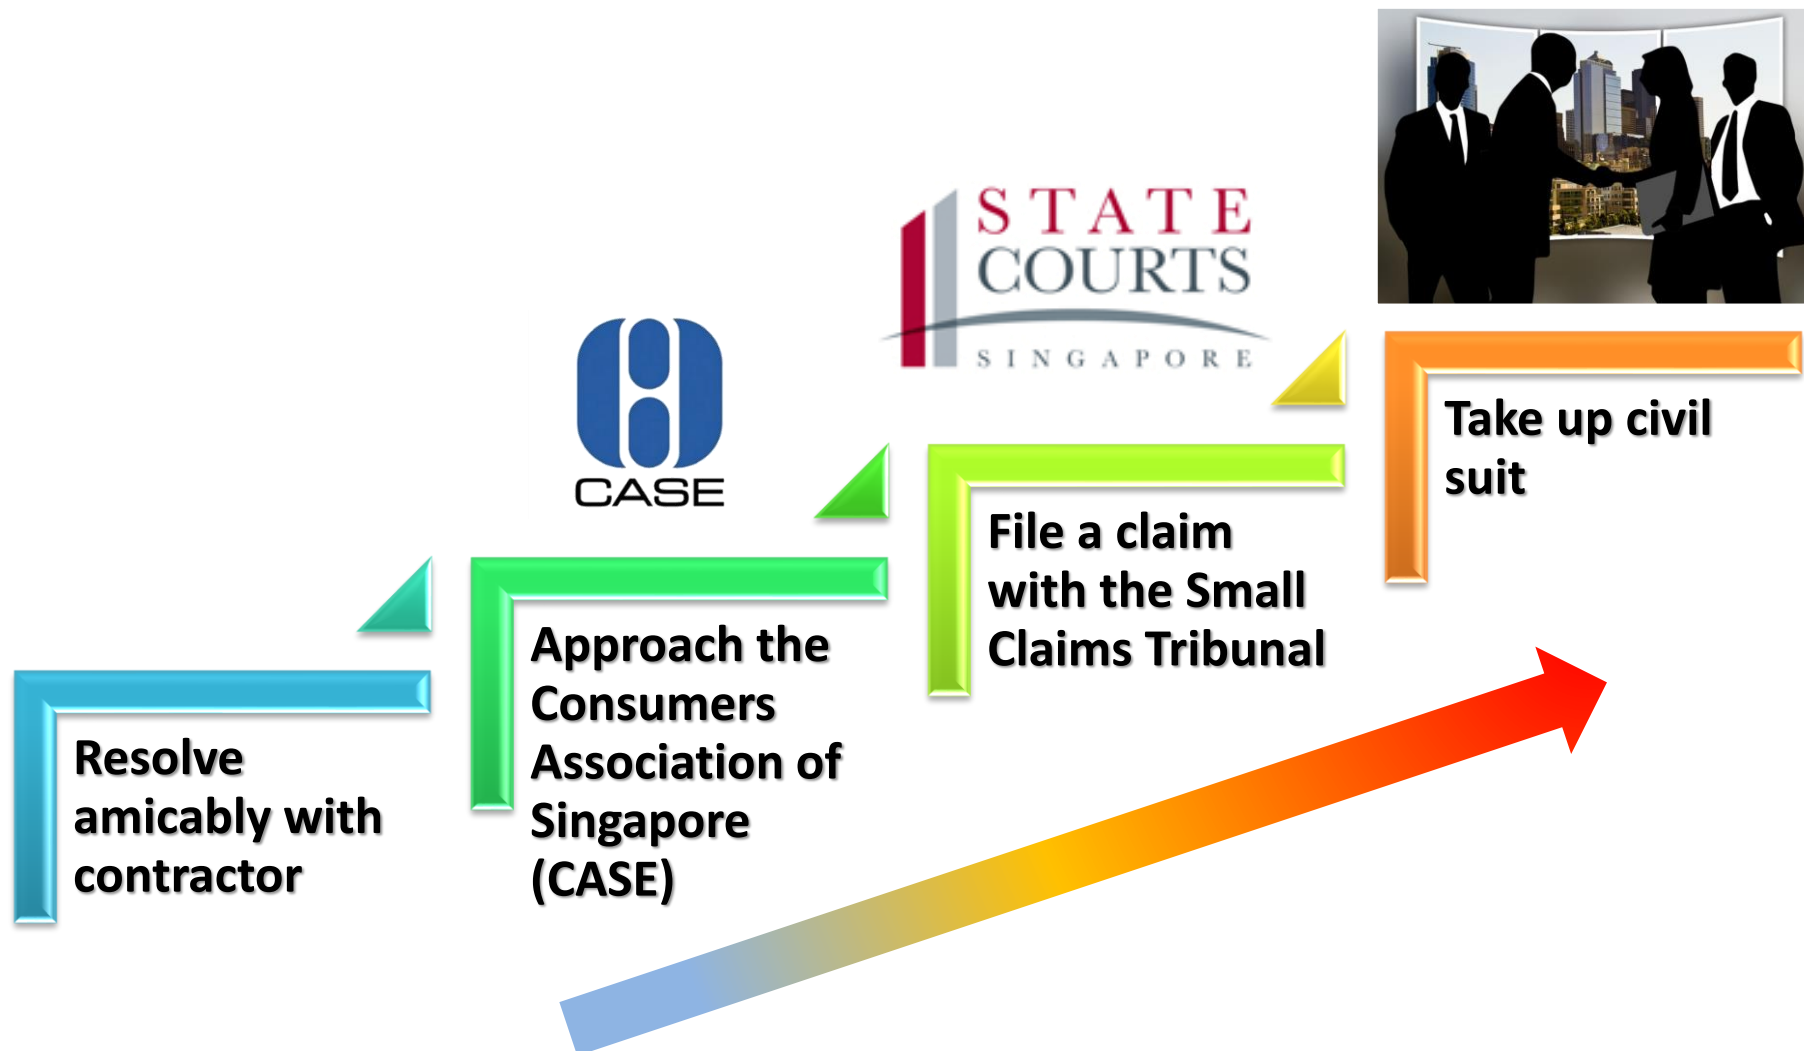 Resolve
amicably with
contractor
CASE
Approach the
Consumers
Association of
Singapore
(CASE)
STATE
COURTS
SINGAPORE
File a claim
with the Small
Claims Tribunal
Take up civil
suit